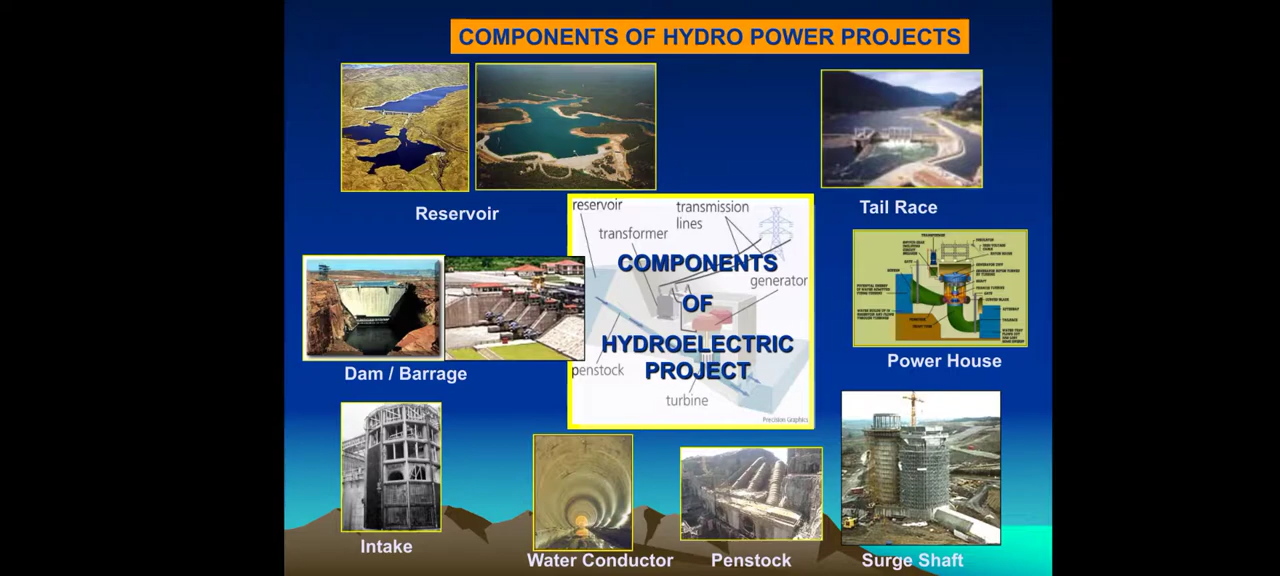 COMPONENTS OF HYDRO POWER PROJECTS
Reservoir
Tail Race
reservoir
transmission
lines
transformer
COMPONENTS
generator
OF
HYDROELECTRIC
PROJECT
penstock
turbine
Precision Graphics
Dam / Barrage
Power House
Intake
Water Conductor
Penstock
Surge Shaft